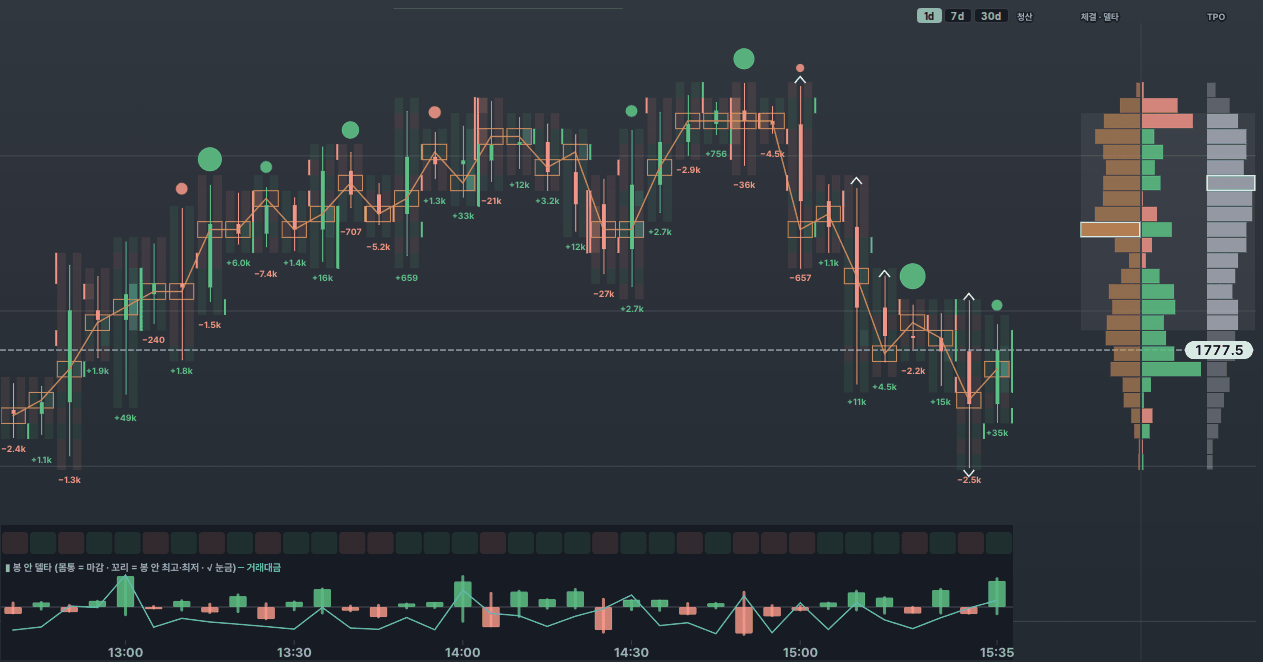 1d 7d 30d 청산 체결 · 델타 TPO
−4.5k
+756
−2.9k
−36k
+12k
+1.3k
−21k
+3.2k
+33k
−707
+2.7k
−5.2k
+12k
+6.0k
−7.4k
+1.4k
+16k
+659
−657
+1.1k
−27k
+2.7k
−1.5k
−240
1777.5
+1.9k
+1.8k
−2.2k
+4.5k
+11k
+15k
+49k
+35k
−2.4k
+1.1k
−1.3k
−2.5k
봉 안 델타 (몸통 = 마감 · 꼬리 = 봉 안 최고·최저 · √ 눈금) ─ 거래대금
13:00 13:30 14:00 14:30 15:00 15:35